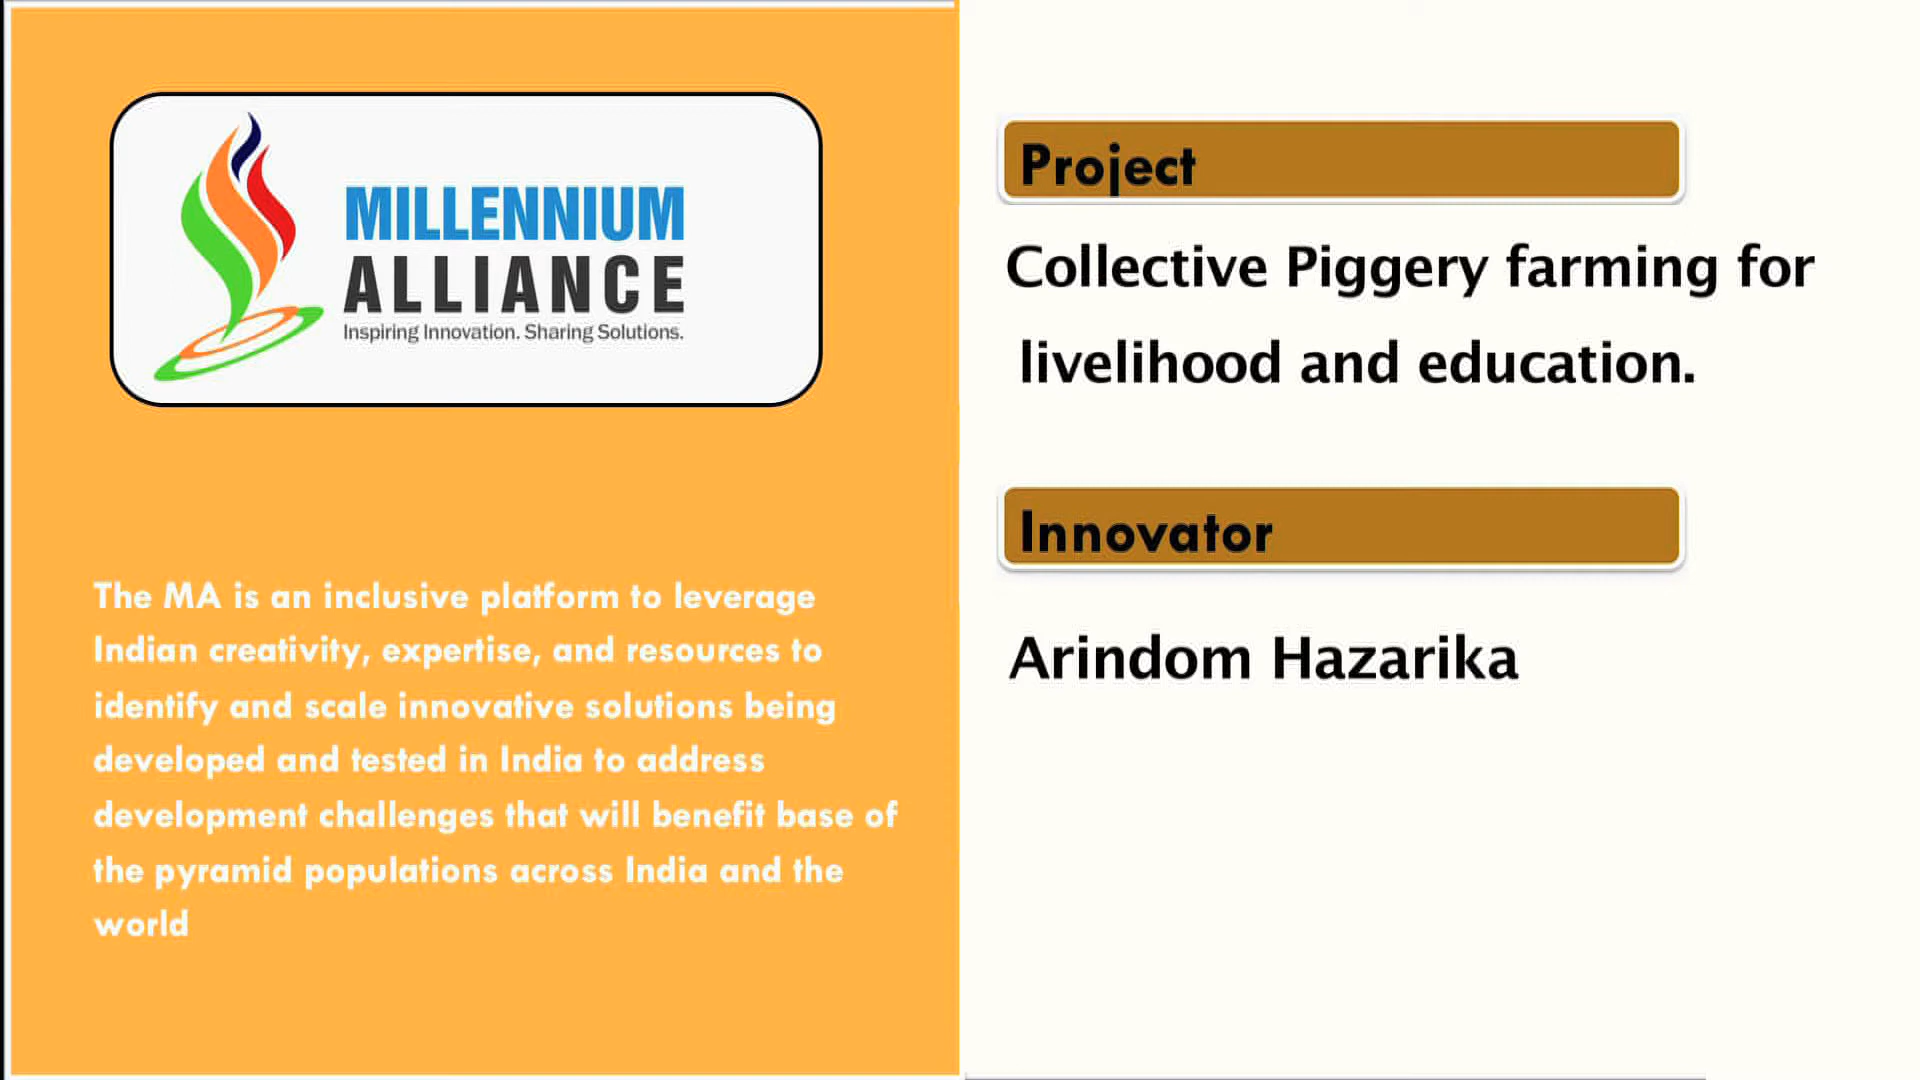 MILLENNIUM
ALLIANCE
Inspiring Innovation. Sharing Solutions.
The MA is an inclusive platform to leverage
Indian creativity, expertise, and resources to
identify and scale innovative solutions being
developed and tested in India to address
development challenges that will benefit base of
the pyramid populations across India and the
world
Project
Collective Piggery farming for
livelihood and education.
Innovator
Arindom Hazarika